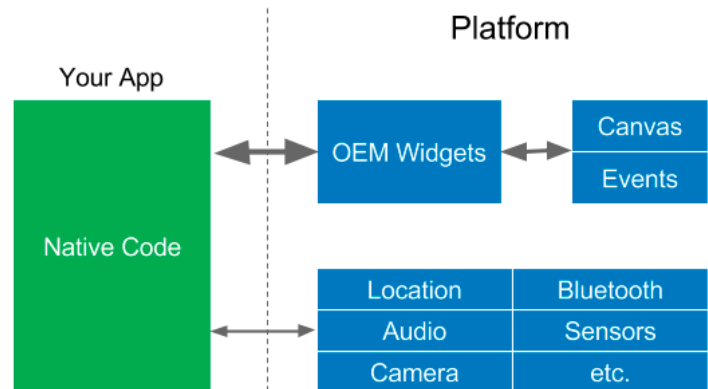 Platform
Your App
Native Code
OEM Widgets
Canvas
Events
Location
Bluetooth
Audio
Sensors
Camera
etc.